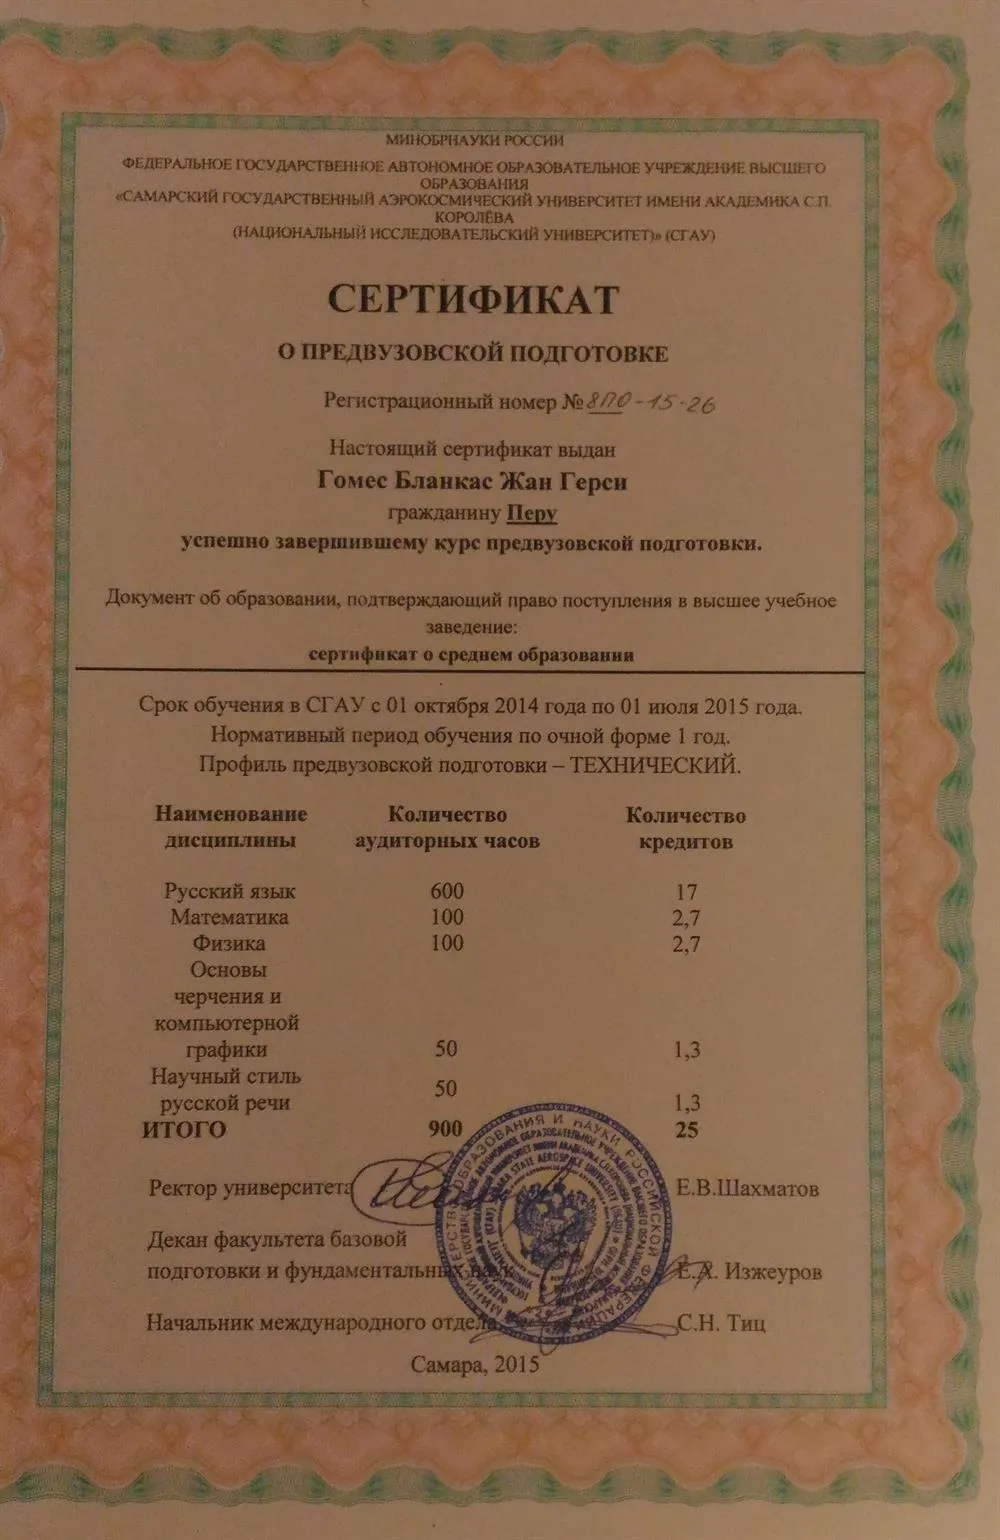 МИНОБРНАУКИ РОССИИ
ФЕДЕРАЛЬНОЕ ГОСУДАРСТВЕННОЕ АВТОНОМНОЕ ОБРАЗОВАТЕЛЬНОЕ УЧРЕЖДЕНИЕ ВЫСШЕГО
ОБРАЗОВАНИЯ
«САМАРСКИЙ ГОСУДАРСТВЕННЫЙ АЭРОКОСМИЧЕСКИЙ УНИВЕРСИТЕТ ИМЕНИ АКАДЕМИКА С.П.
КОРОЛЁВА
(НАЦИОНАЛЬНЫЙ ИССЛЕДОВАТЕЛЬСКИЙ УНИВЕРСИТЕТ)» (СГАУ)
СЕРТИФИКАТ
О ПРЕДВУЗОВСКОЙ ПОДГОТОВКЕ
Регистрационный номер № 8ПО-15-26
Настоящий сертификат выдан
Гомес Бланкас Жан Герси
гражданину Перу
успешно завершившему курс предвузовской подготовки.
Документ об образовании, подтверждающий право поступления в высшее учебное
заведение:
сертификат о среднем образовании
Срок обучения в СГАУ с 01 октября 2014 года по 01 июля 2015 года.
Нормативный период обучения по очной форме 1 год.
Профиль предвузовской подготовки – ТЕХНИЧЕСКИЙ.
Наименование Количество Количество
дисциплины аудиторных часов кредитов
Русский язык 600 17
Математика 100 2,7
Физика 100 2,7
Основы
черчения и
компьютерной
графики 50 1,3
Научный стиль 50
русской речи 1,3
ИТОГО 900 25
Ректор университета Е.В.Шахматов
Декан факультета базовой
подготовки и фундаментальных наук Е.А. Изжеуров
Начальник международного отдела С.Н. Тиц
Самара, 2015